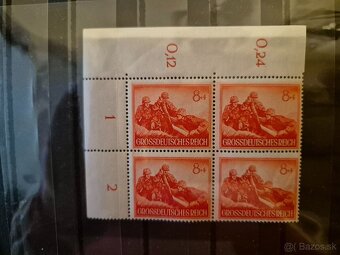 0,12
0,24
1
8+4
GROSSDEUTSCHES REICH
8+4
GROSSDEUTSCHES REICH
2
8+4
GROSSDEUTSCHES REICH
8+4
GROSSDEUTSCHES REICH
Bazos.sk